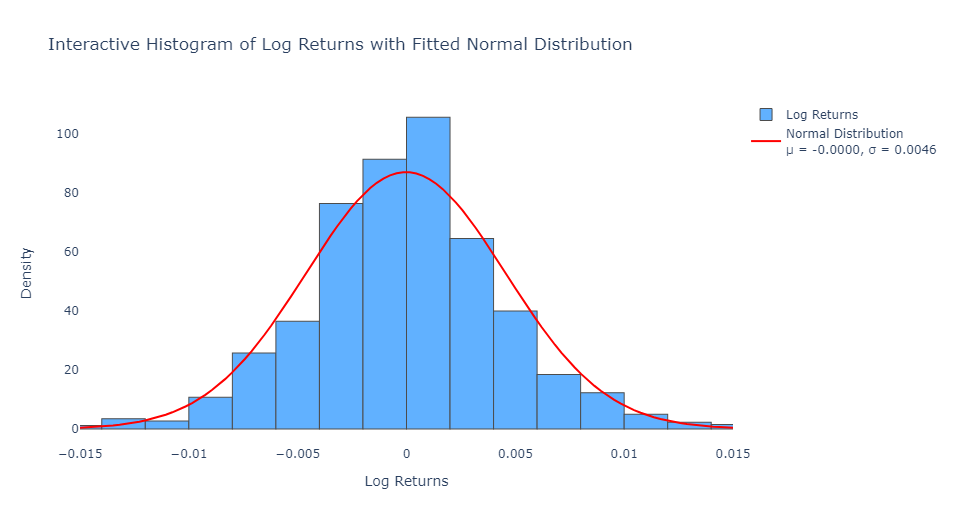 Interactive Histogram of Log Returns with Fitted Normal Distribution
Log Returns
Normal Distribution
μ = -0.0000, σ = 0.0046
100
80
60
40
20
0
Density
−0.015
−0.01
−0.005
0
0.005
0.01
0.015
Log Returns